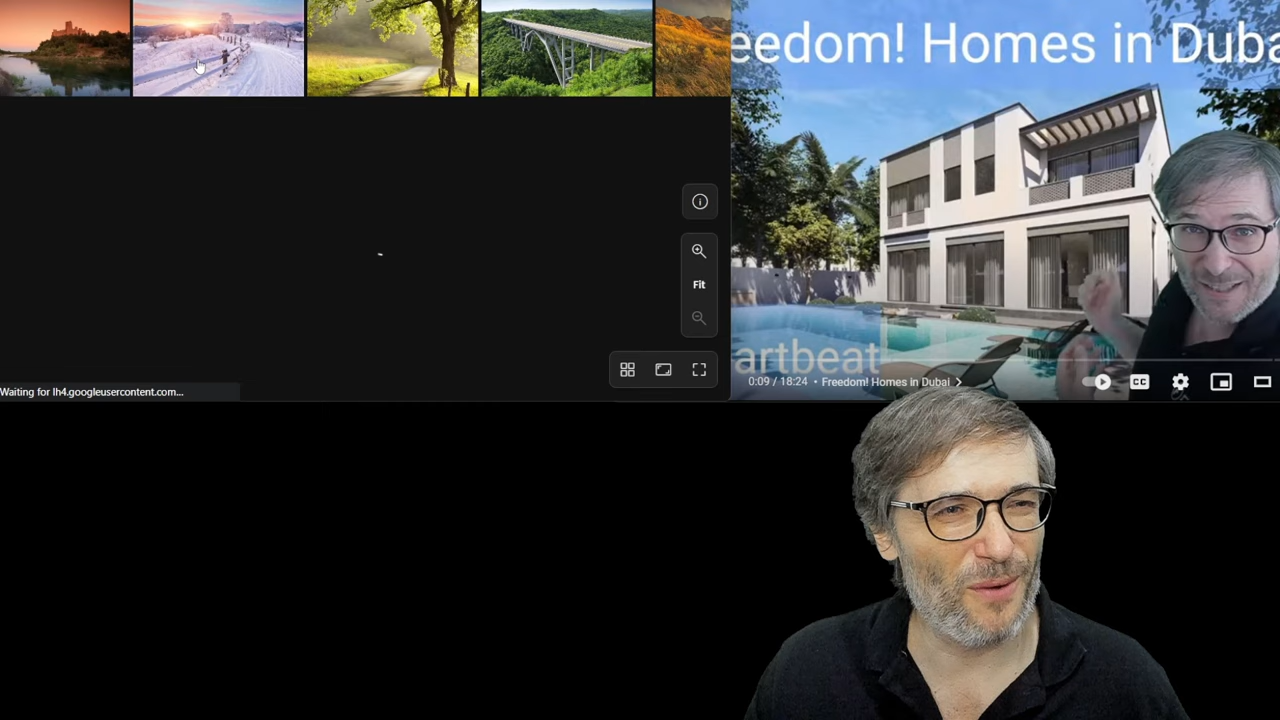 eedom! Homes in Duba
Fit
artbeat
0:09 / 18:24 • Freedom! Homes in Dubai
CC
Waiting for lh4.googleusercontent.com...